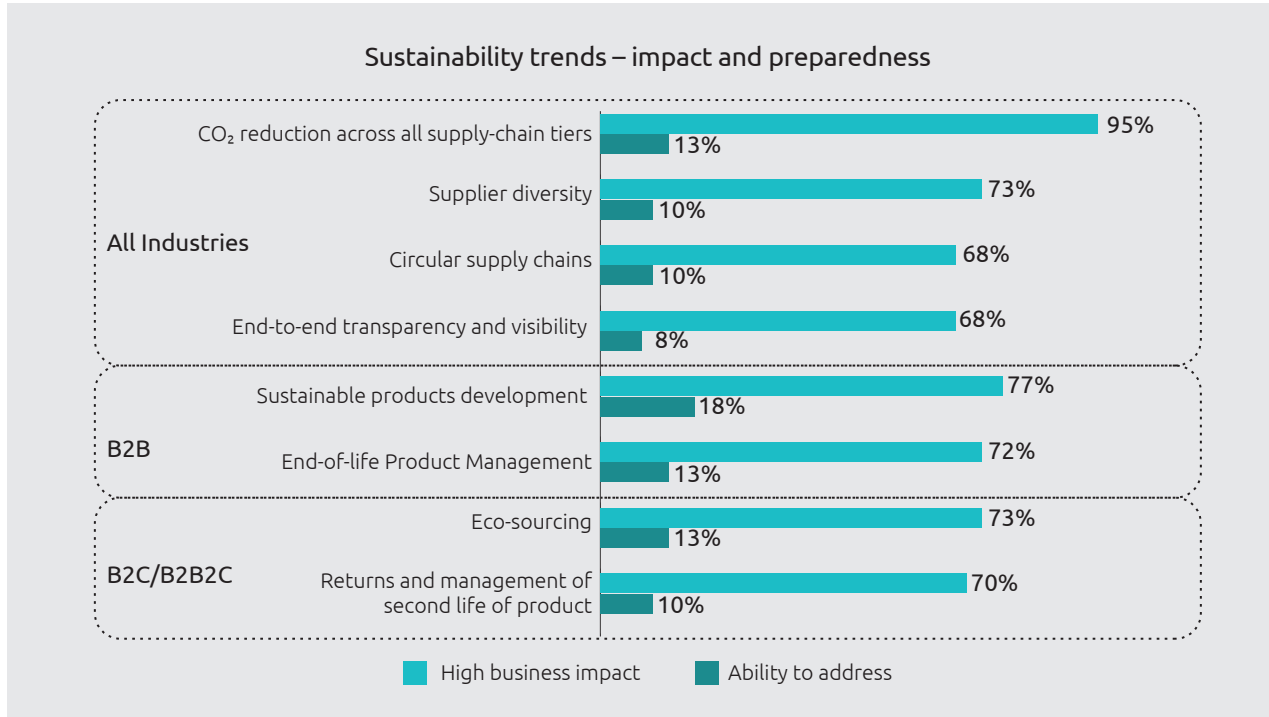 Sustainability trends – impact and preparedness
All Industries
CO₂ reduction across all supply-chain tiers
95%
13%
Supplier diversity
73%
10%
Circular supply chains
68%
10%
End-to-end transparency and visibility
68%
8%
B2B
Sustainable products development
77%
18%
End-of-life Product Management
72%
13%
B2C/B2B2C
Eco-sourcing
73%
13%
Returns and management of
second life of product
70%
10%
High business impact
Ability to address